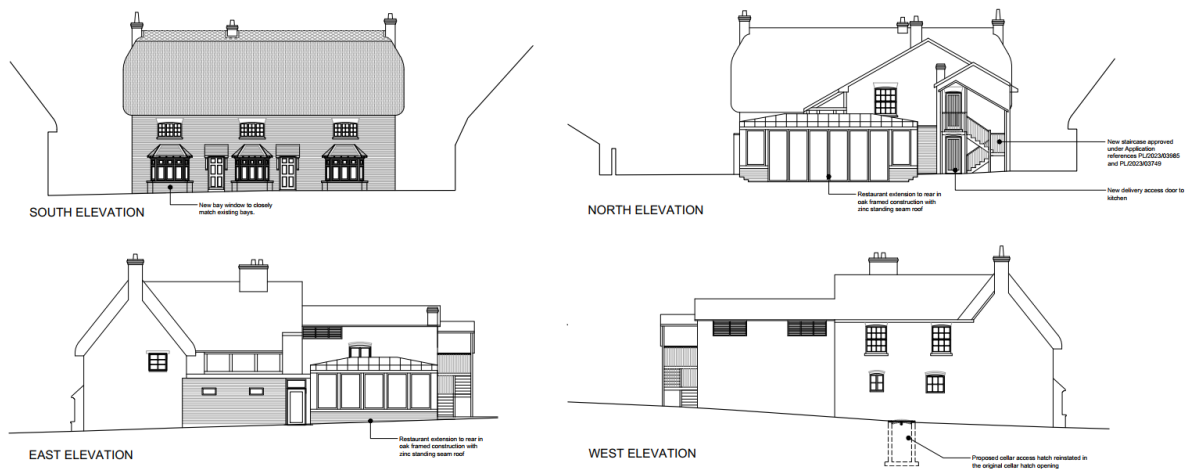 New bay window to closely
match existing bays.
SOUTH ELEVATION
New staircase approved
under Application
references PL/2023/03985
and PL/2023/03749
Restaurant extension to rear in
oak framed construction with
zinc standing seam roof
New delivery access door to
kitchen
NORTH ELEVATION
Restaurant extension to rear in
oak framed construction with
zinc standing seam roof
EAST ELEVATION
Proposed cellar access hatch reinstated in
the original cellar hatch opening
WEST ELEVATION